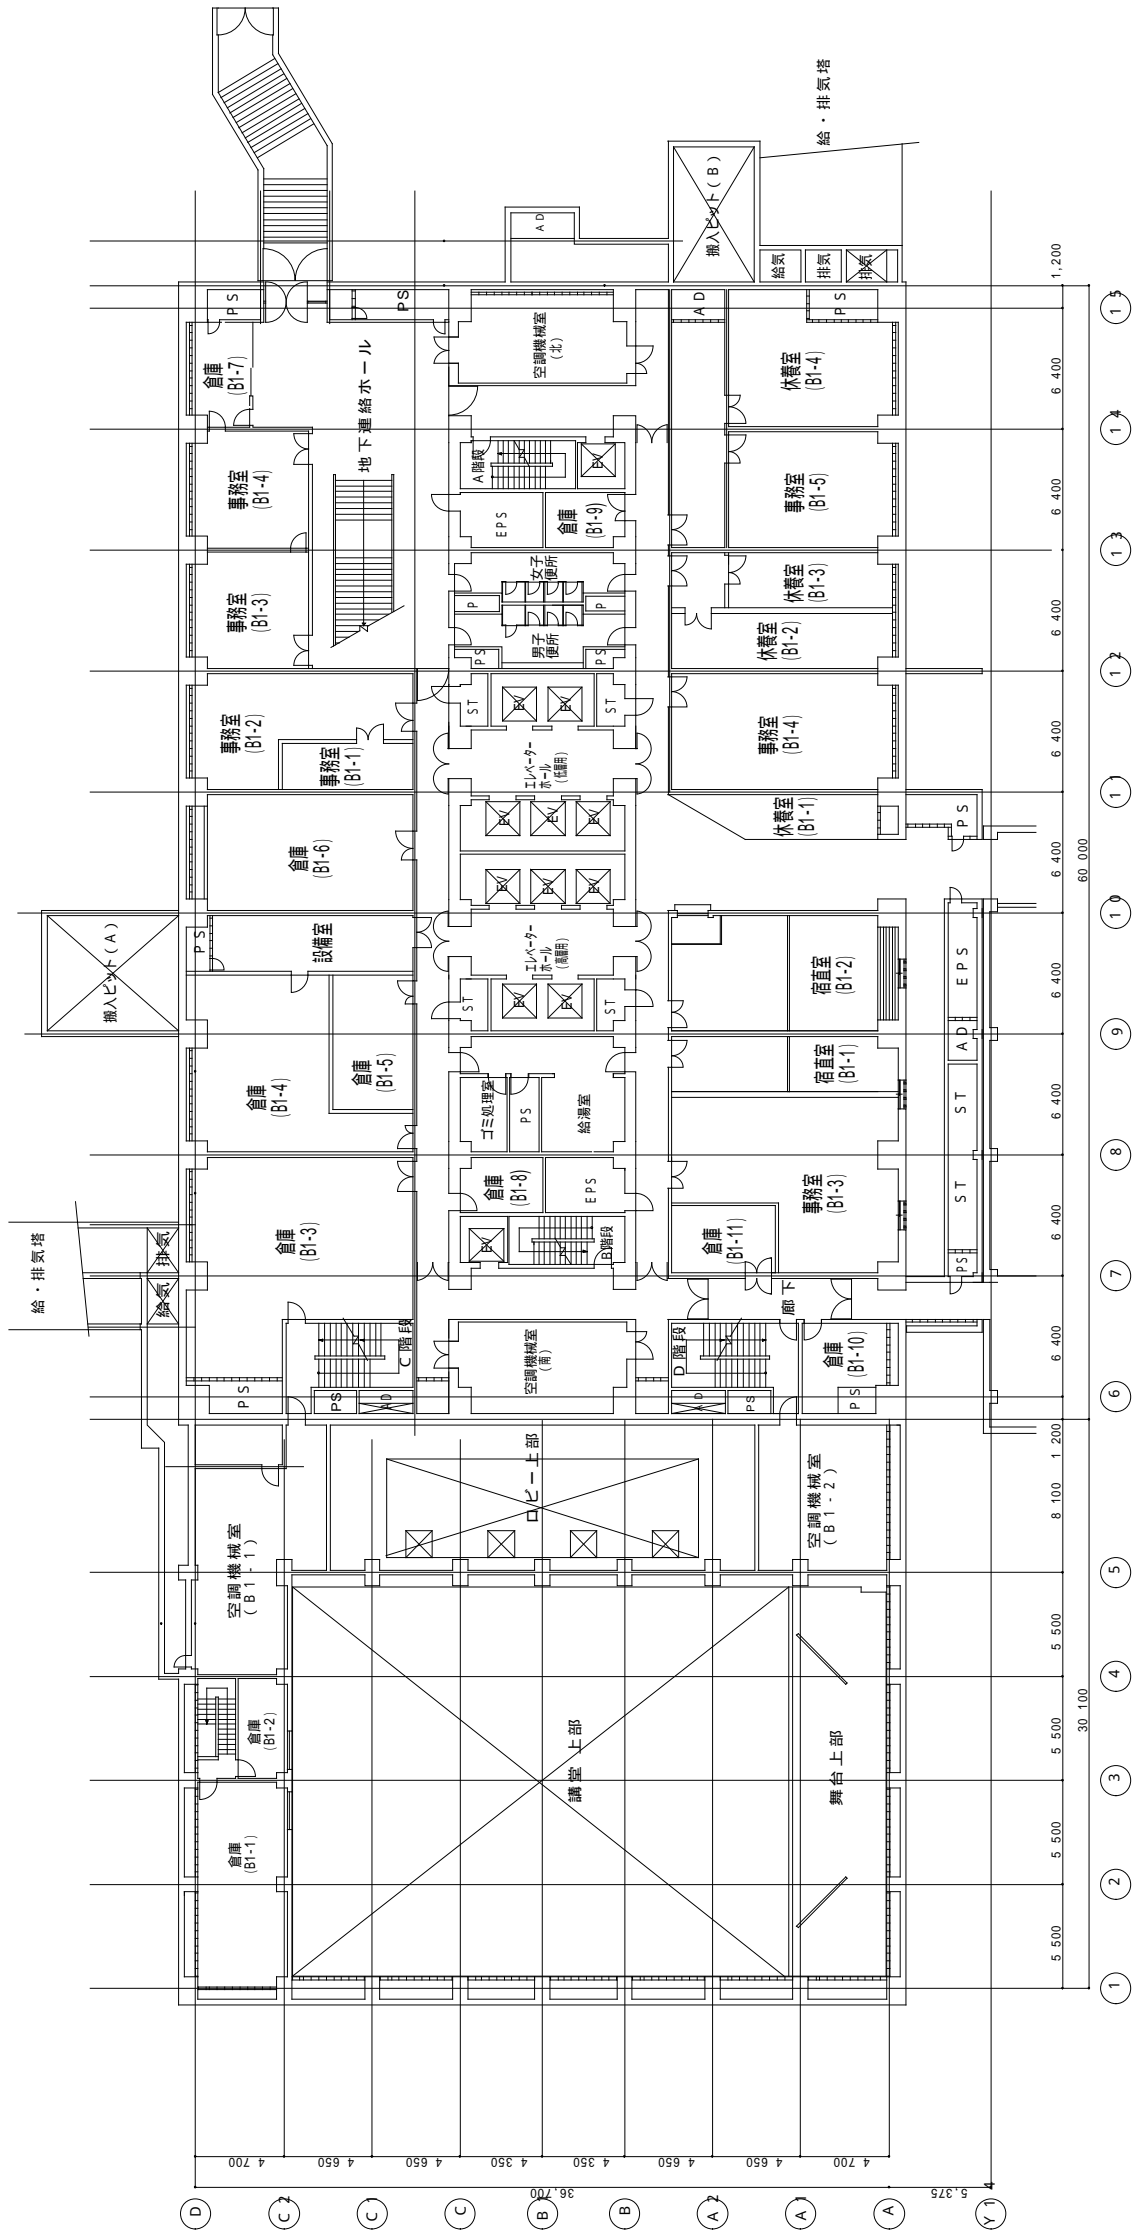 給・排気塔
AD
搬入ピット(B)
給気
排気
排気
1,200
15
PS
PS
AD
PS
倉庫
(B1-7)
空調機械室
(北)
休養室
(B1-4)
6 400
地下連絡ホール
14
A階段
EV
事務室
(B1-4)
EPS
倉庫
(B1-9)
事務室
(B1-5)
6 400
13
女子
便所
P
P
男子
便所
PS
PS
事務室
(B1-3)
休養室
(B1-3)
休養室
(B1-2)
6 400
12
ST
EV
EV
ST
事務室
(B1-2)
事務室
(B1-1)
エレベーター
ホール
(低層用)
事務室
(B1-4)
6 400
11
EV
EV
EV
休養室
(B1-1)
PS
倉庫
(B1-6)
6 400
60 000
EV
EV
EV
10
搬入ピット(A)
PS
設備室
エレベーター
ホール
(高層用)
宿直室
(B1-2)
EPS
6 400
ST
EV
EV
ST
9
AD
倉庫
(B1-4)
倉庫
(B1-5)
ゴミ処理室
PS
給湯室
宿直室
(B1-1)
ST
6 400
8
倉庫
(B1-8)
EPS
事務室
(B1-3)
ST
倉庫
(B1-3)
EV
B階段
倉庫
(B1-11)
6 400
給・排気塔
排気
給気
PS
7
廊下
C階段
空調機械室
(南)
D階段
倉庫
(B1-10)
6 400
PS
PS
AD
AD
PS
PS
6
1 200
ロビー上部
空調機械室
(B1-2)
8 100
空調機械室
(B1-1)
5
5 500
4
倉庫
(B1-2)
講堂 上部
舞台上部
5 500
30 100
3
倉庫
(B1-1)
5 500
2
5 500
1
4 700
4 650
4 650
4 350
4 350
4 650
4 650
4 700
36,700
5,375
D
C2
C1
C
B1
B
A2
A1
A
Y14